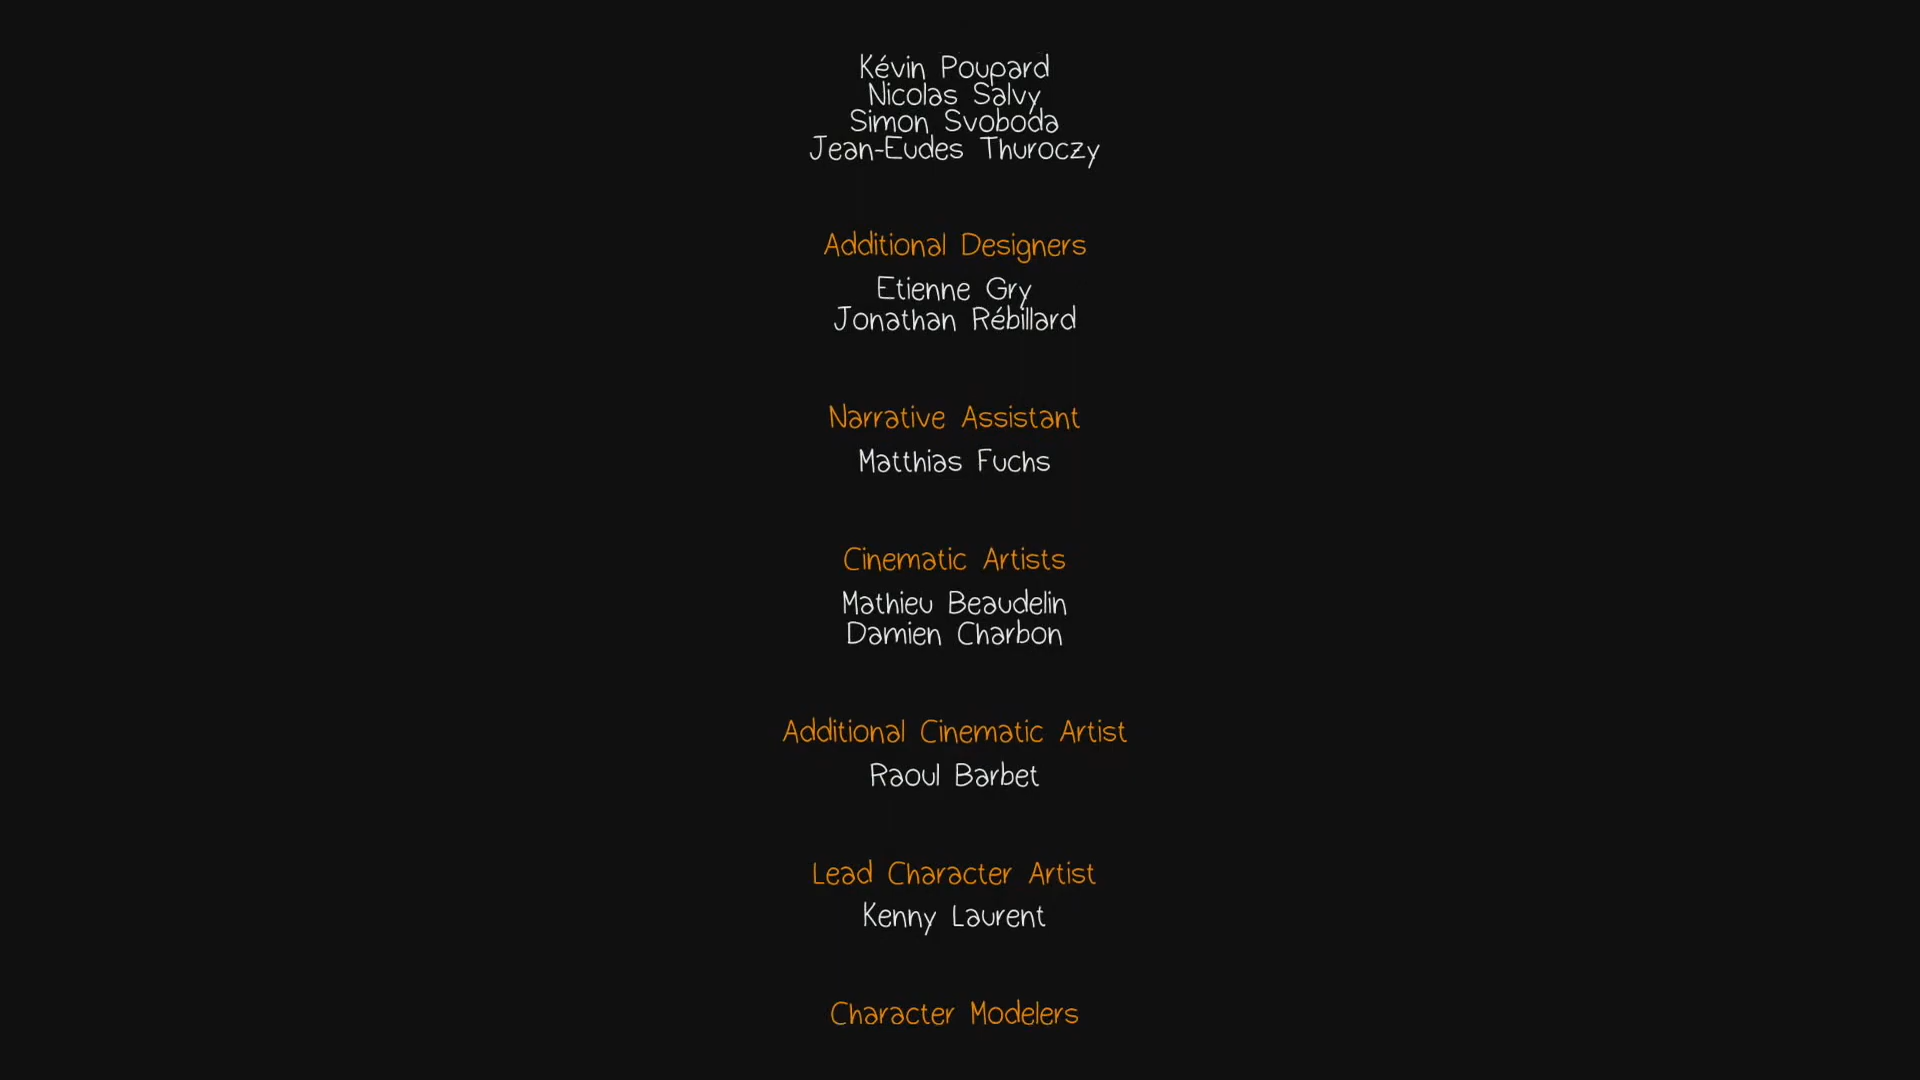 Kévin Poupard
Nicolas Salvy
Simon Svoboda
Jean-Eudes Thuroczy
Additional Designers
Etienne Gry
Jonathan Rébillard
Narrative Assistant
Matthias Fuchs
Cinematic Artists
Mathieu Beaudelin
Damien Charbon
Additional Cinematic Artist
Raoul Barbet
Lead Character Artist
Kenny Laurent
Character Modelers